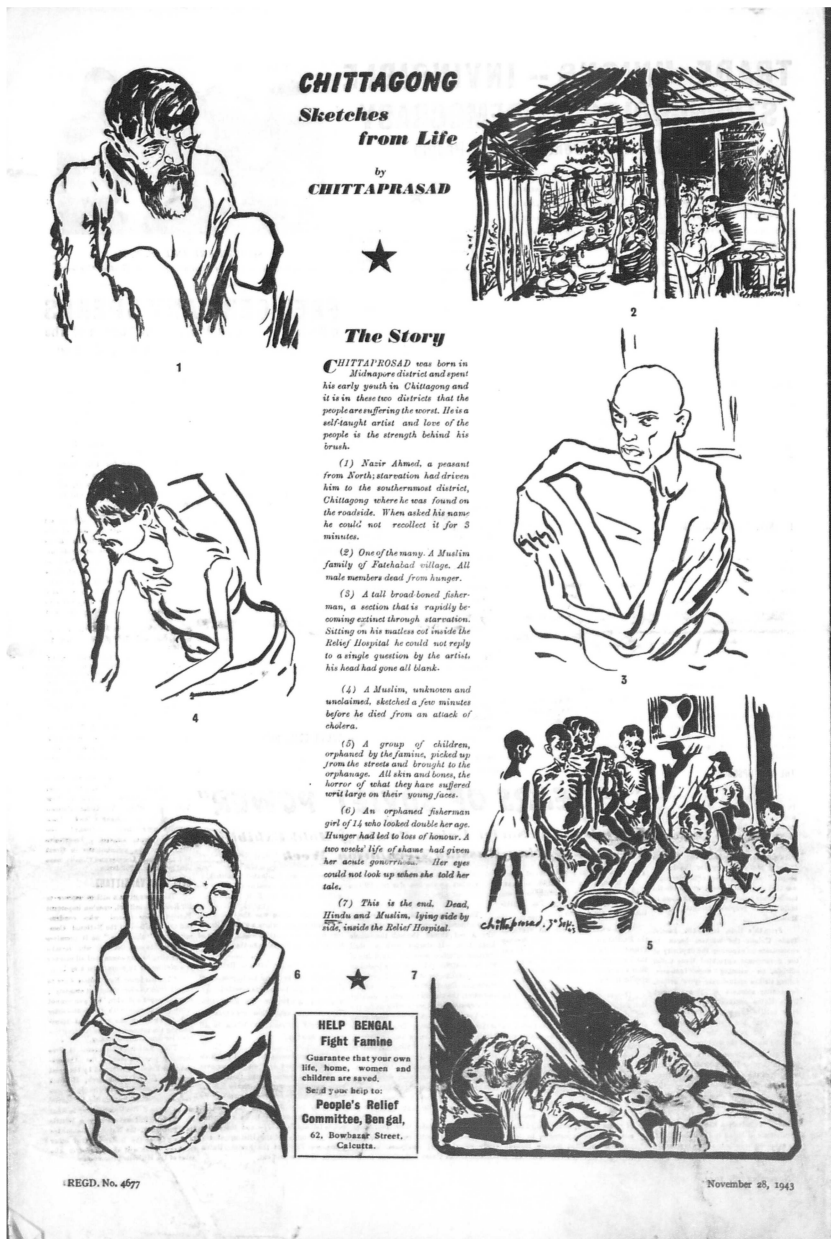 CHITTAGONG
Sketches
from Life
by
CHITTAPRASAD
1
2
The Story
CHITTAPROSAD was born in
Midnapore district and spent
his early youth in Chittagong and
it is in these two districts that the
people are suffering the worst. He is a
self-taught artist and love of the
people is the strength behind his
brush.
(1) Nazir Ahmed, a peasant
from North; starvation had driven
him to the southernmost district,
Chittagong where he was found on
the roadside. When asked his name
he could not recollect it for 3
minutes.
(2) One of the many. A Muslim
family of Fatehabad village. All
male members dead from hunger.
(3) A tall broad-boned fisher-
man, a section that is rapidly be-
coming extinct through starvation.
Sitting on his matless cot inside the
Relief Hospital he could not reply
to a single question by the artist,
his head had gone all blank.
(4) A Muslim, unknown and
unclaimed, sketched a few minutes
before he died from an attack of
cholera.
(5) A group of children,
orphaned by the famine, picked up
from the streets and brought to the
orphanage. All skin and bones, the
horror of what they have suffered
writ large on their young faces.
(6) An orphaned fisherman
girl of 14 who looked double her age.
Hunger had led to loss of honour. A
two weeks' life of shame had given
her acute gonorrhoea. Her eyes
could not look up when she told her
tale.
(7) This is the end. Dead,
Hindu and Muslim, lying side by
side, inside the Relief Hospital.
3
4
chittaprosad. 30 Sep. 43
5
6
7
HELP BENGAL
Fight Famine
Guarantee that your own
life, home, women and
children are saved.
Send your help to:
People's Relief
Committee, Bengal,
62, Bowbazar Street,
Calcutta.
REGD. No. 4677
November 28, 1943